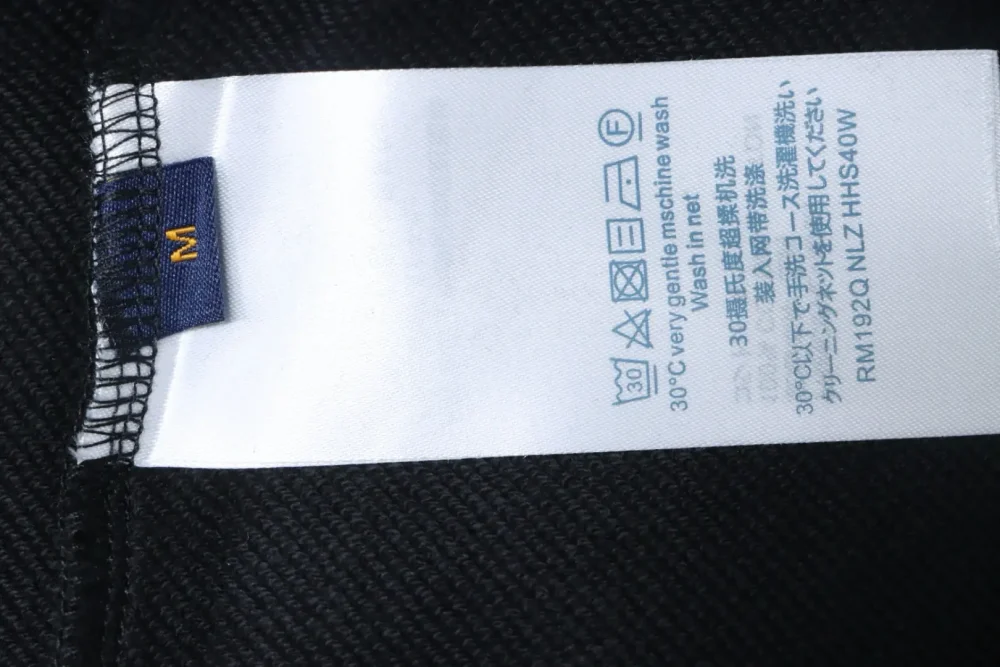 M
30
F
30°C very gentle mschine wash
Wash in net
30摄氏度超揉机洗
装入网带洗涤
30°C以下で手洗コース洗濯機洗い
クリーニングネットを使用してください
RM192Q NLZ HHS40W